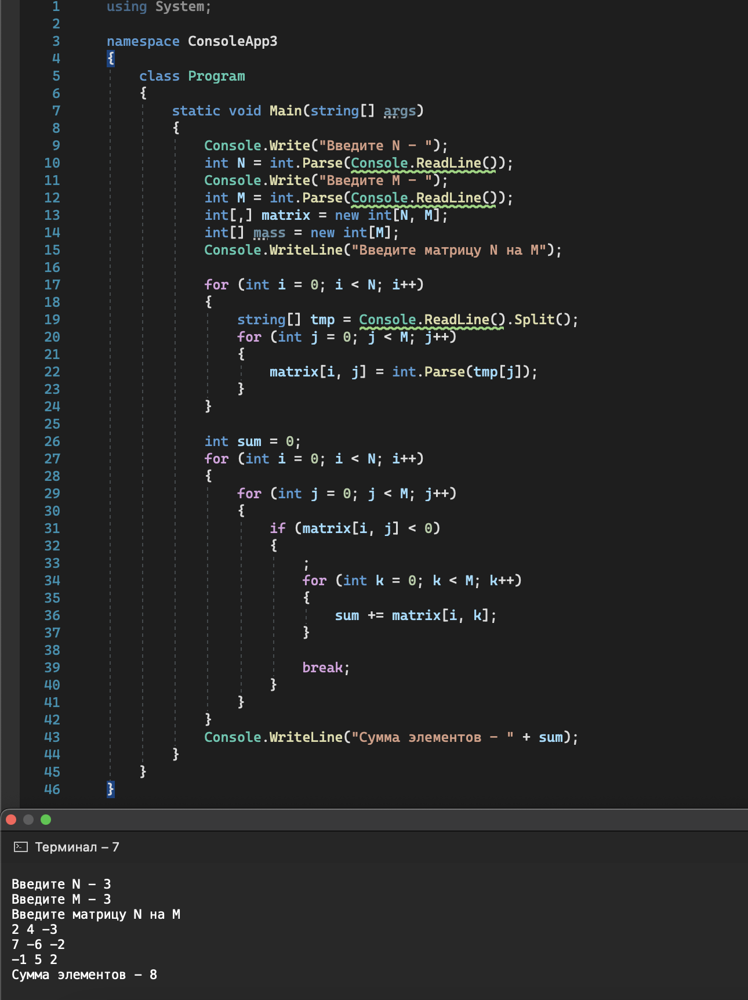 1 using System;
2
3 namespace ConsoleApp3
4 {
5 class Program
6 {
7 static void Main(string[] args)
8 {
9 Console.Write("Введите N - ");
10 int N = int.Parse(Console.ReadLine());
11 Console.Write("Введите M - ");
12 int M = int.Parse(Console.ReadLine());
13 int[,] matrix = new int[N, M];
14 int[] mass = new int[M];
15 Console.WriteLine("Введите матрицу N на M");
16
17 for (int i = 0; i < N; i++)
18 {
19 string[] tmp = Console.ReadLine().Split();
20 for (int j = 0; j < M; j++)
21 {
22 matrix[i, j] = int.Parse(tmp[j]);
23 }
24 }
25
26 int sum = 0;
27 for (int i = 0; i < N; i++)
28 {
29 for (int j = 0; j < M; j++)
30 {
31 if (matrix[i, j] < 0)
32 {
33 ;
34 for (int k = 0; k < M; k++)
35 {
36 sum += matrix[i, k];
37 }
38
39 break;
40 }
41 }
42 }
43 Console.WriteLine("Сумма элементов - " + sum);
44 }
45 }
46 }
Терминал – 7
Введите N - 3
Введите M - 3
Введите матрицу N на M
2 4 -3
7 -6 -2
-1 5 2
Сумма элементов - 8